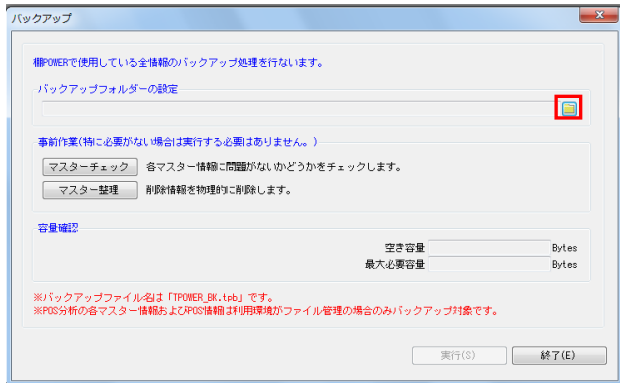 バックアップ
棚POWERで使用している全情報のバックアップ処理を行ないます。
バックアップフォルダーの設定
事前作業(特に必要がない場合は実行する必要はありません。)
マスターチェック 各マスター情報に問題がないかどうかをチェックします。
マスター整理 削除情報を物理的に削除します。
容量確認
空き容量 Bytes
最大必要容量 Bytes
※バックアップファイル名は「TPOWER_BK.tpb」です。
※POS分析の各マスター情報およびPOS情報は利用環境がファイル管理の場合のみバックアップ対象です。
実行(S) 終了(E)